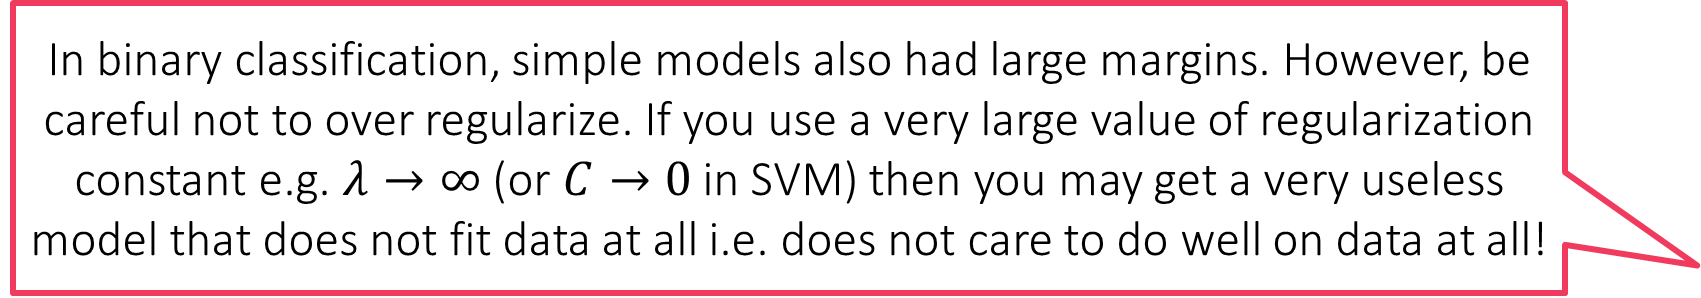 In binary classification, simple models also had large margins. However, be
careful not to over regularize. If you use a very large value of regularization
constant e.g. 𝜆 → ∞ (or 𝐶 → 0 in SVM) then you may get a very useless
model that does not fit data at all i.e. does not care to do well on data at all!